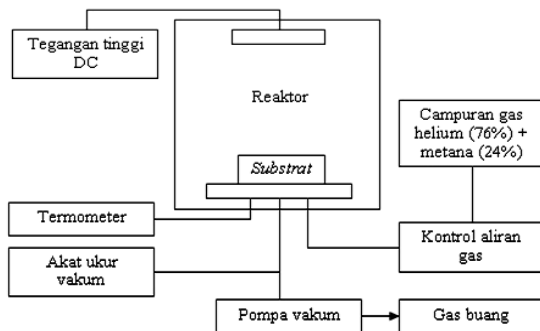 Tegangan tinggi
DC
Reaktor
Campuran gas
helium (76%) +
metana (24%)
Substrat
Termometer
Kontrol aliran
gas
Akat ukur
vakum
Pompa vakum
Gas buang